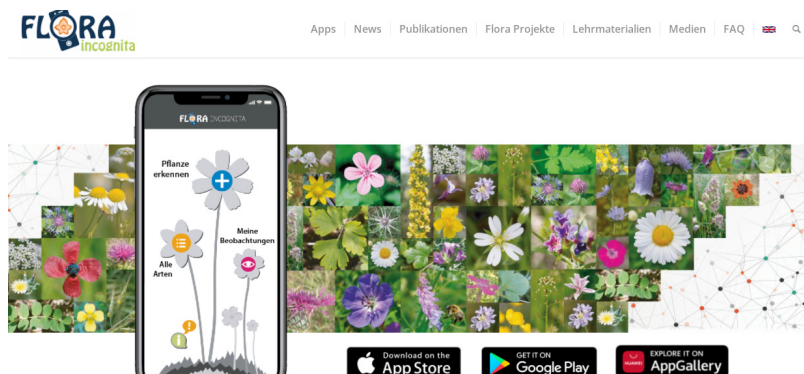 FLORA
incognita
Apps
News
Publikationen
Flora Projekte
Lehrmaterialien
Medien
FAQ
FLORA INCOGNITA
Pflanze
erkennen
Meine
Beobachtungen
Alle
Arten
Download on the
App Store
GET IT ON
Google Play
HUAWEI
EXPLORE IT ON
AppGallery